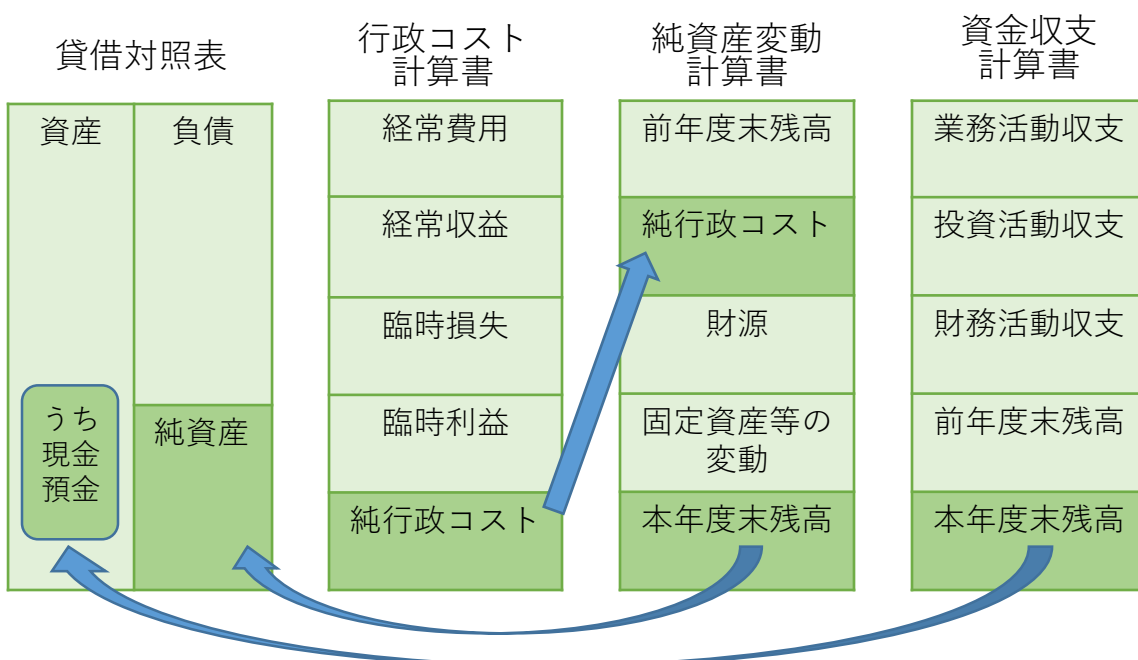 貸借対照表
資産
負債
うち
現金
預金
純資産
行政コスト
計算書
経常費用
経常収益
臨時損失
臨時利益
純行政コスト
純資産変動
計算書
前年度末残高
純行政コスト
財源
固定資産等の
変動
本年度末残高
資金収支
計算書
業務活動収支
投資活動収支
財務活動収支
前年度末残高
本年度末残高